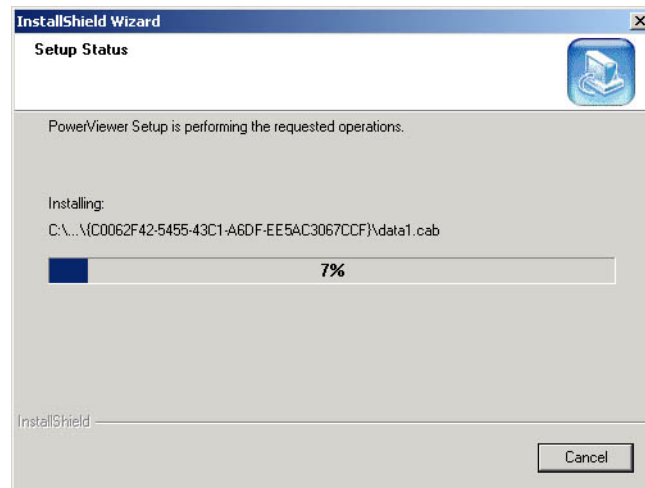 InstallShield Wizard
Setup Status
PowerViewer Setup is performing the requested operations.
Installing:
C:\...\{C0062F42-5455-43C1-A6DF-EE5AC3067CCF}\data1.cab
7%
InstallShield
Cancel